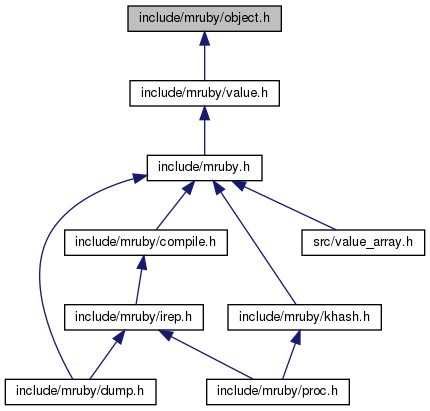 include/mruby/object.h
include/mruby/value.h
include/mruby.h
include/mruby/compile.h
src/value_array.h
include/mruby/irep.h
include/mruby/khash.h
include/mruby/dump.h
include/mruby/proc.h